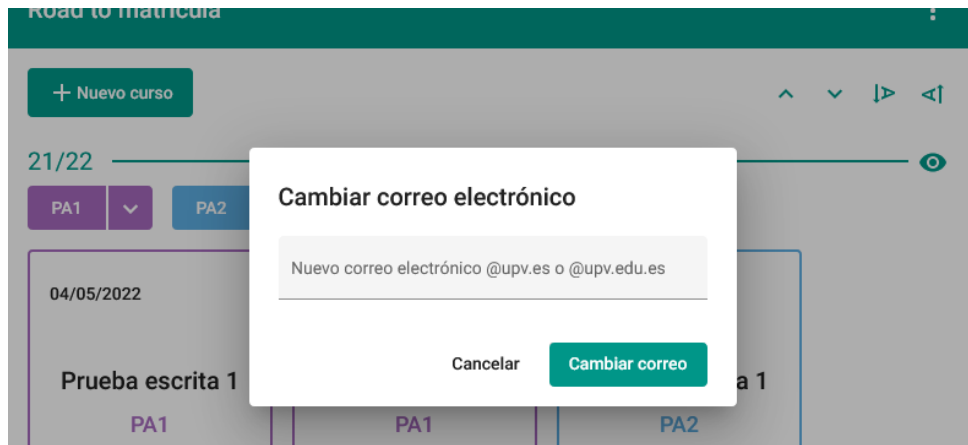 Road to matrícula
+ Nuevo curso
21/22
PA1
PA2
Cambiar correo electrónico
Nuevo correo electrónico @upv.es o @upv.edu.es
Cancelar
Cambiar correo
04/05/2022
Prueba escrita 1
a 1
PA1
PA1
PA2